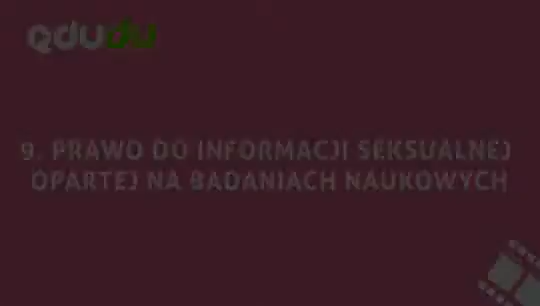 edudu
9. PRAWO DO INFORMACJI SEKSUALNEJ
OPARTEJ NA BADANIACH NAUKOWYCH